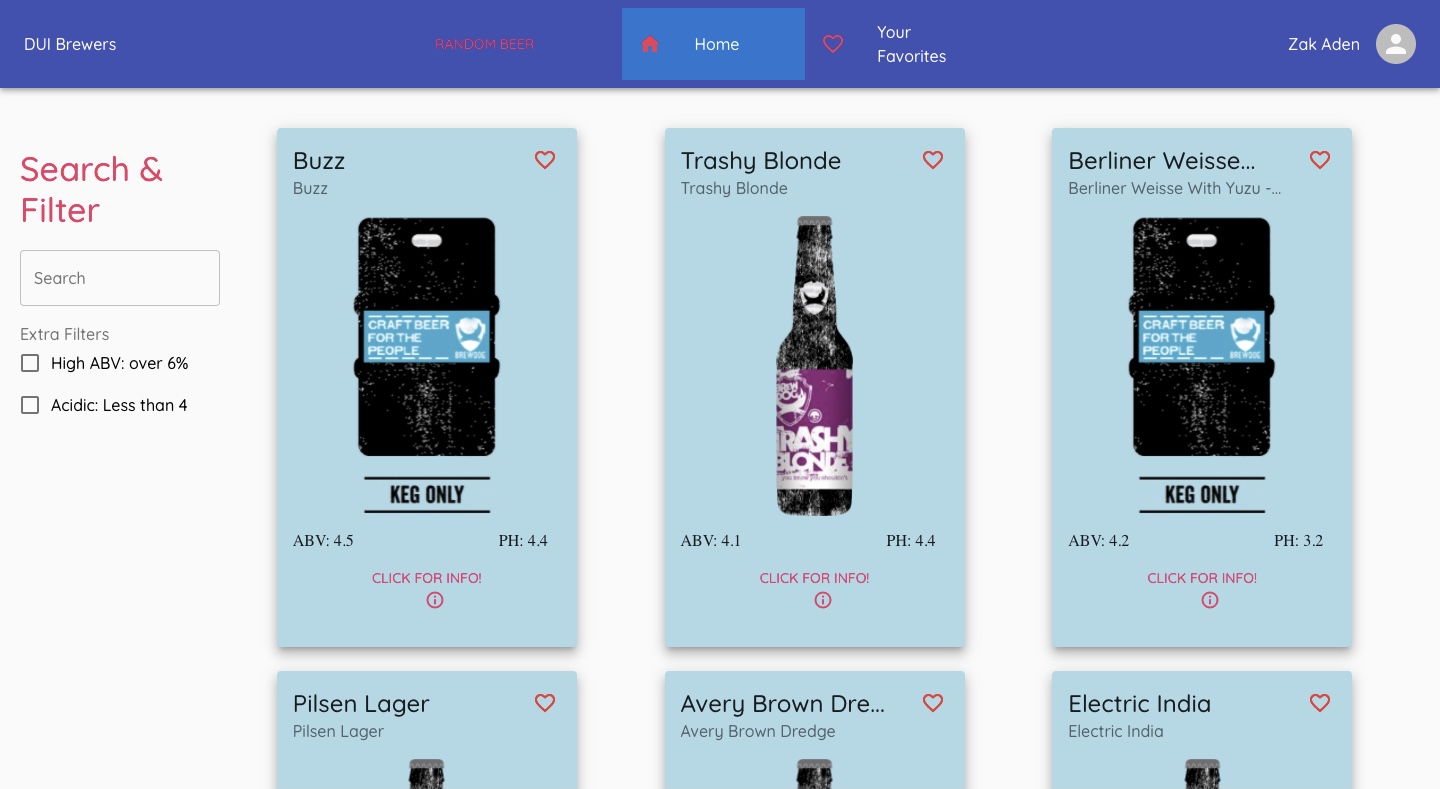 DUI Brewers
RANDOM BEER
Home
Your
Favorites
Zak Aden
Search &
Filter
Search
Extra Filters
High ABV: over 6%
Acidic: Less than 4
Buzz
Buzz
CRAFT BEER
FOR THE
PEOPLE
BREWDOG
KEG ONLY
ABV: 4.5
PH: 4.4
CLICK FOR INFO!
Trashy Blonde
Trashy Blonde
TRASHY
BLONDE
you know you shouldn't
ABV: 4.1
PH: 4.4
CLICK FOR INFO!
Berliner Weisse...
Berliner Weisse With Yuzu -...
CRAFT BEER
FOR THE
PEOPLE
BREWDOG
KEG ONLY
ABV: 4.2
PH: 3.2
CLICK FOR INFO!
Pilsen Lager
Pilsen Lager
Avery Brown Dre...
Avery Brown Dredge
Electric India
Electric India